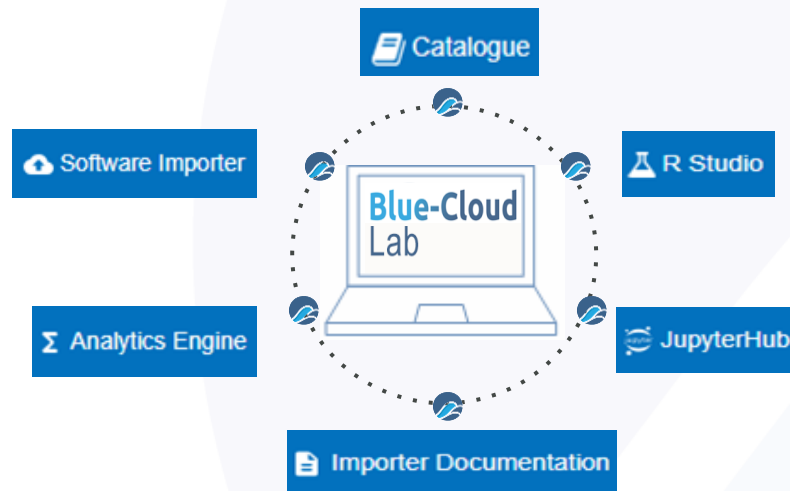 Catalogue
Software Importer
R Studio
Blue-Cloud
Lab
Analytics Engine
JupyterHub
Importer Documentation